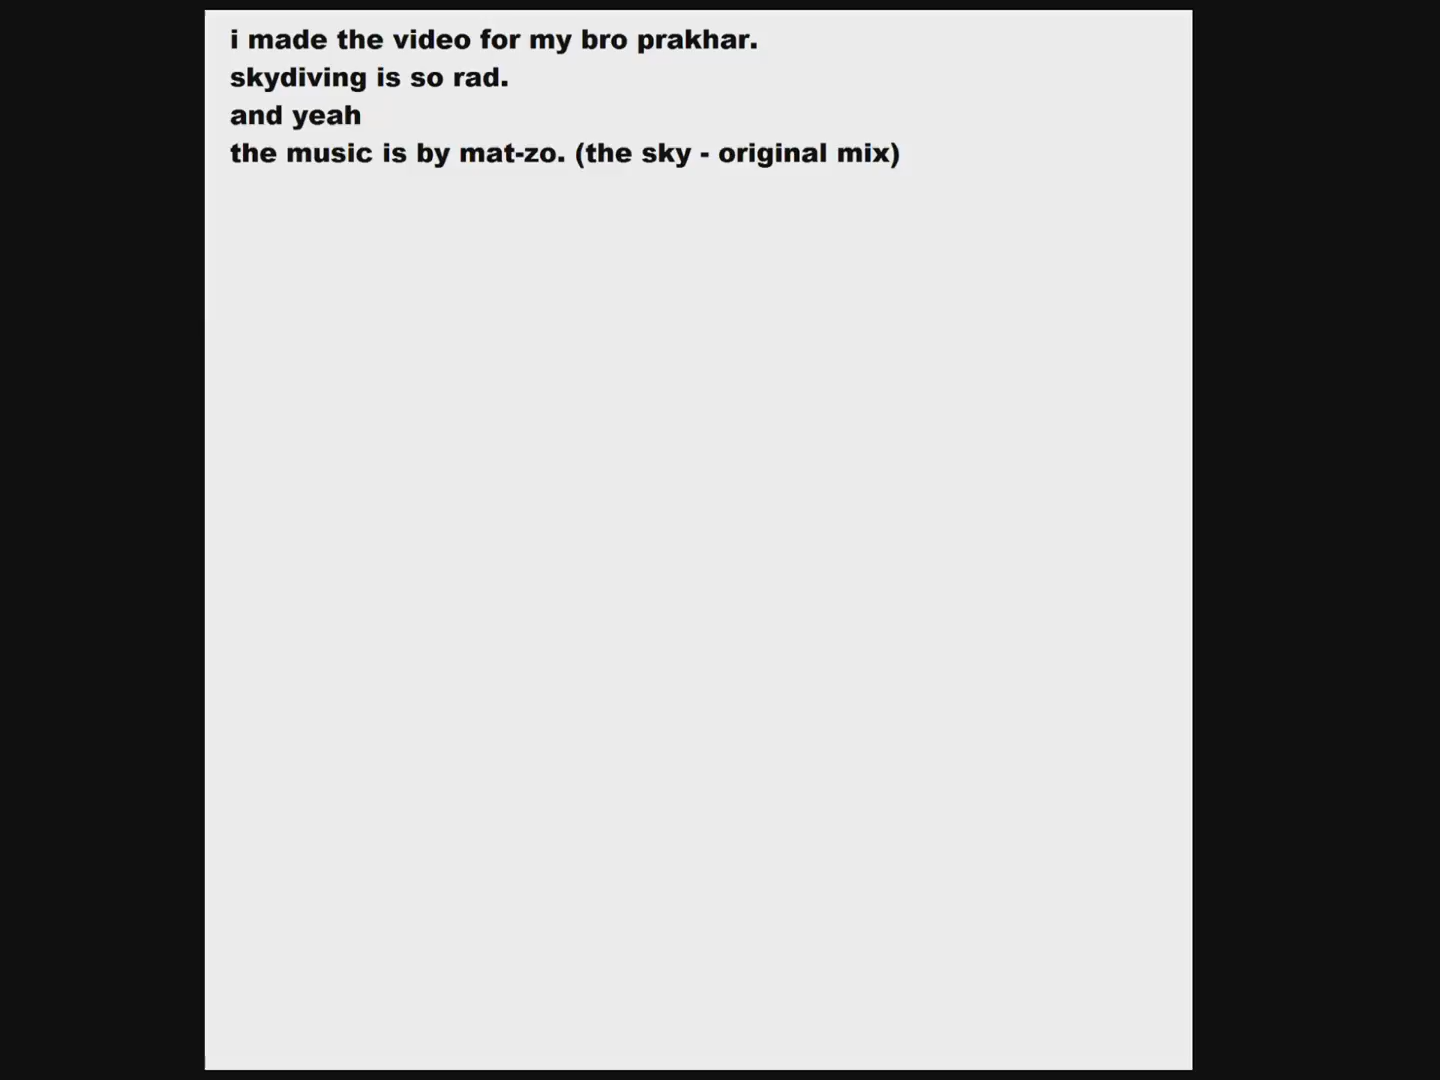 i made the video for my bro prakhar.
skydiving is so rad.
and yeah
the music is by mat-zo. (the sky - original mix)